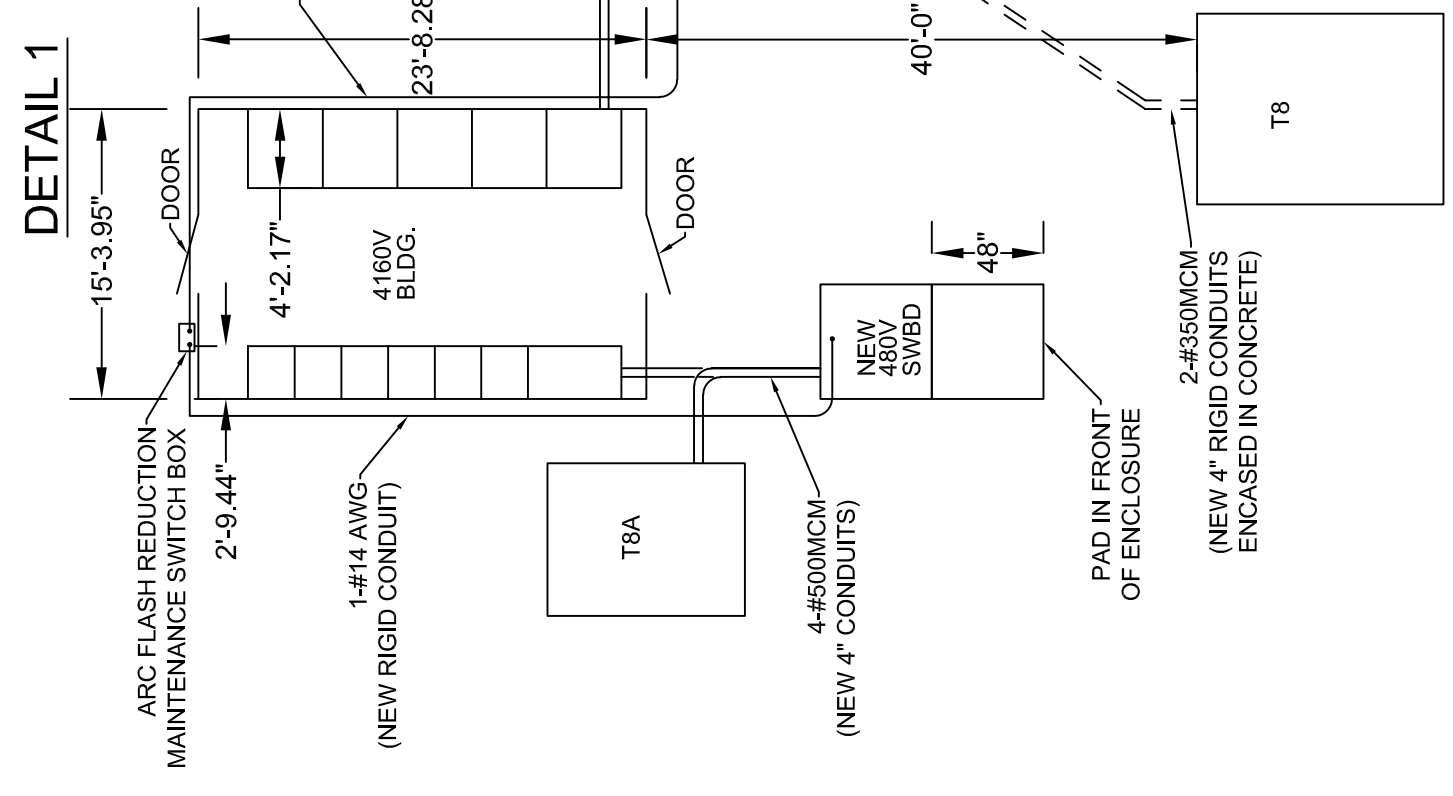 DETAIL 1
15'-3.95"
DOOR
23'-8.28
40'-0"
4'-2.17"
4160V
BLDG.
DOOR
48"
T8
NEW
480V
SWBD
ARC FLASH REDUCTION
MAINTENANCE SWITCH BOX
2'-9.44"
1-#14 AWG
(NEW RIGID CONDUIT)
T8A
4-#500MCM
(NEW 4" CONDUITS)
PAD IN FRONT
OF ENCLOSURE
2-#350MCM
(NEW 4" RIGID CONDUITS
ENCASED IN CONCRETE)